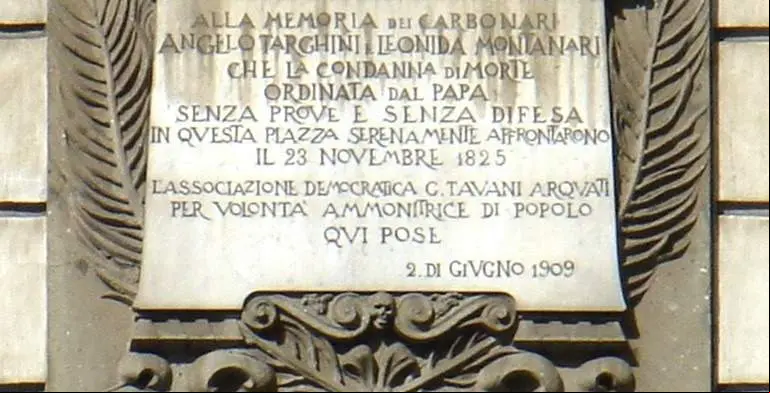 ALLA MEMORIA DEI CARBONARI
ANGELO TARGHINI E LEONIDA MONTANARI
CHE LA CONDANNA DI MORTE
ORDINATA DAL PAPA
SENZA PROVE E SENZA DIFESA
IN QVESTA PIAZZA SERENAMENTE AFFRONTARONO
IL 23 NOVEMBRE 1825
L'ASSOCIAZIONE DEMOCRATICA G. TAVANI ARQVATI
PER VOLONTA' AMMONITRICE DI POPOLO
QVI POSE
2. DI GIVGNO 1909